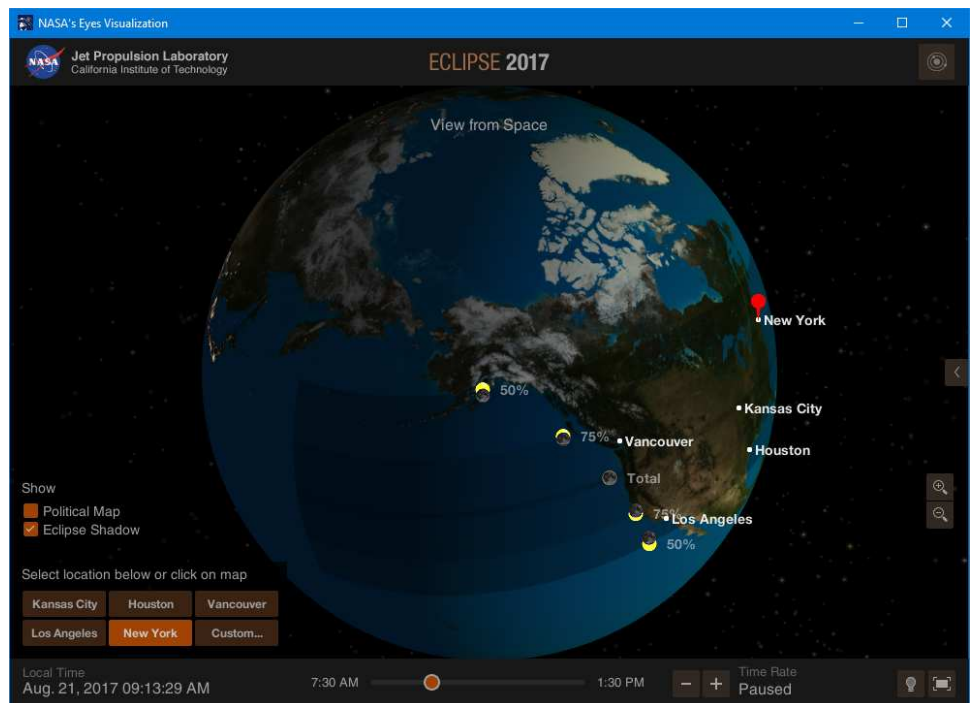 NASA's Eyes Visualization
NASA
Jet Propulsion Laboratory
California Institute of Technology
ECLIPSE 2017
View from Space
New York
50%
Kansas City
75%
Vancouver
Houston
Total
75%
Los Angeles
50%
Show
Political Map
Eclipse Shadow
Select location below or click on map
Kansas City Houston Vancouver
Los Angeles New York Custom...
Local Time
Aug. 21, 2017 09:13:29 AM
7:30 AM 1:30 PM
Time Rate
Paused